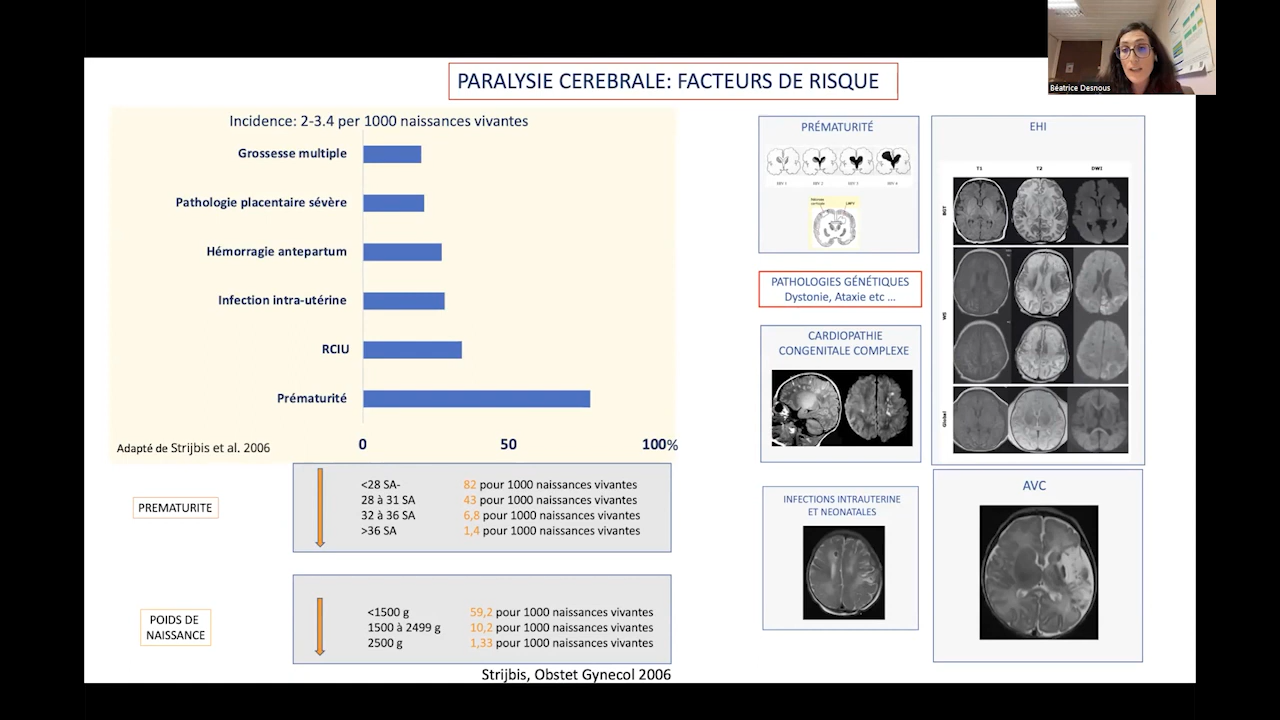 Béatrice Desnous
PARALYSIE CEREBRALE: FACTEURS DE RISQUE
Incidence: 2-3.4 per 1000 naissances vivantes
Grossesse multiple
Pathologie placentaire sévère
Hémorragie antepartum
Infection intra-utérine
RCIU
Prématurité
0 50 100%
Adapté de Strijbis et al. 2006
PREMATURITE
<28 SA- 82 pour 1000 naissances vivantes
28 à 31 SA 43 pour 1000 naissances vivantes
32 à 36 SA 6,8 pour 1000 naissances vivantes
>36 SA 1,4 pour 1000 naissances vivantes
POIDS DE
NAISSANCE
<1500 g 59,2 pour 1000 naissances vivantes
1500 à 2499 g 10,2 pour 1000 naissances vivantes
2500 g 1,33 pour 1000 naissances vivantes
Strijbis, Obstet Gynecol 2006
PRÉMATURITÉ
PATHOLOGIES GÉNÉTIQUES
Dystonie, Ataxie etc ...
CARDIOPATHIE
CONGENITALE COMPLEXE
INFECTIONS INTRAUTERINE
ET NEONATALES
EHI
T1 T2 DWI
BGT
WS
Global
AVC